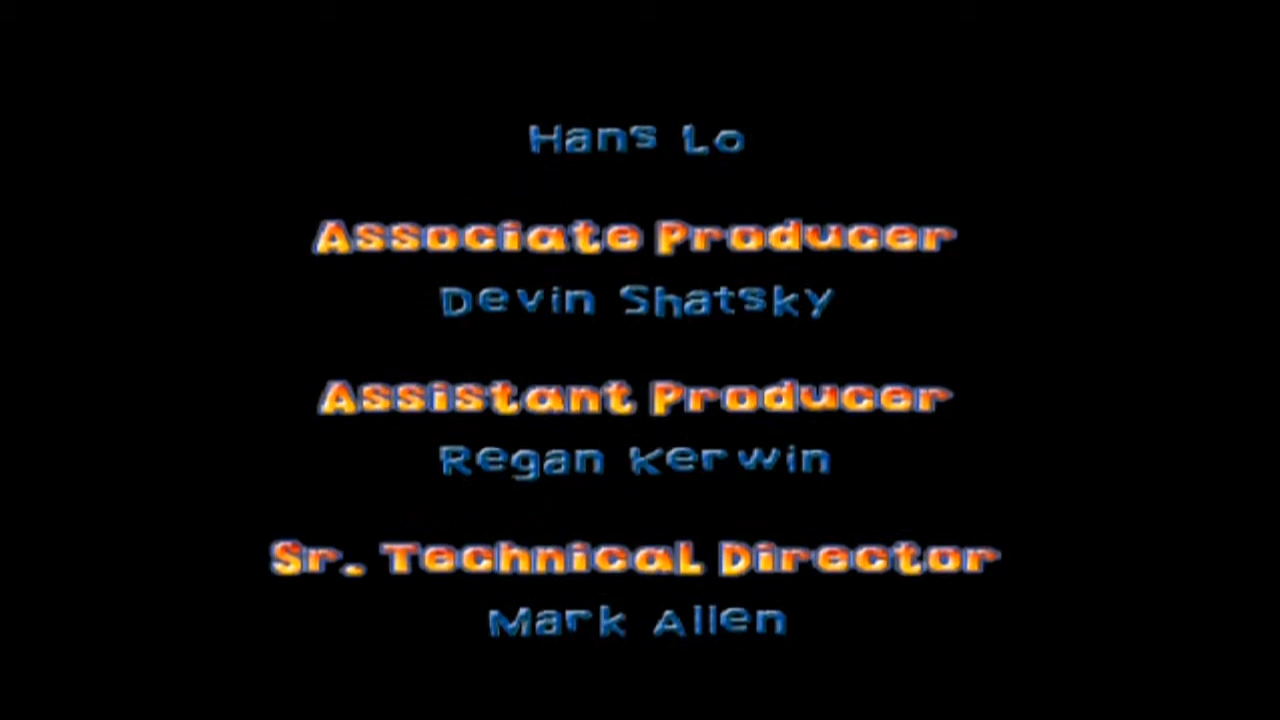 Hans Lo
Associate Producer
Devin Shatsky
Assistant Producer
Regan Kerwin
Sr. Technical Director
Mark Allen